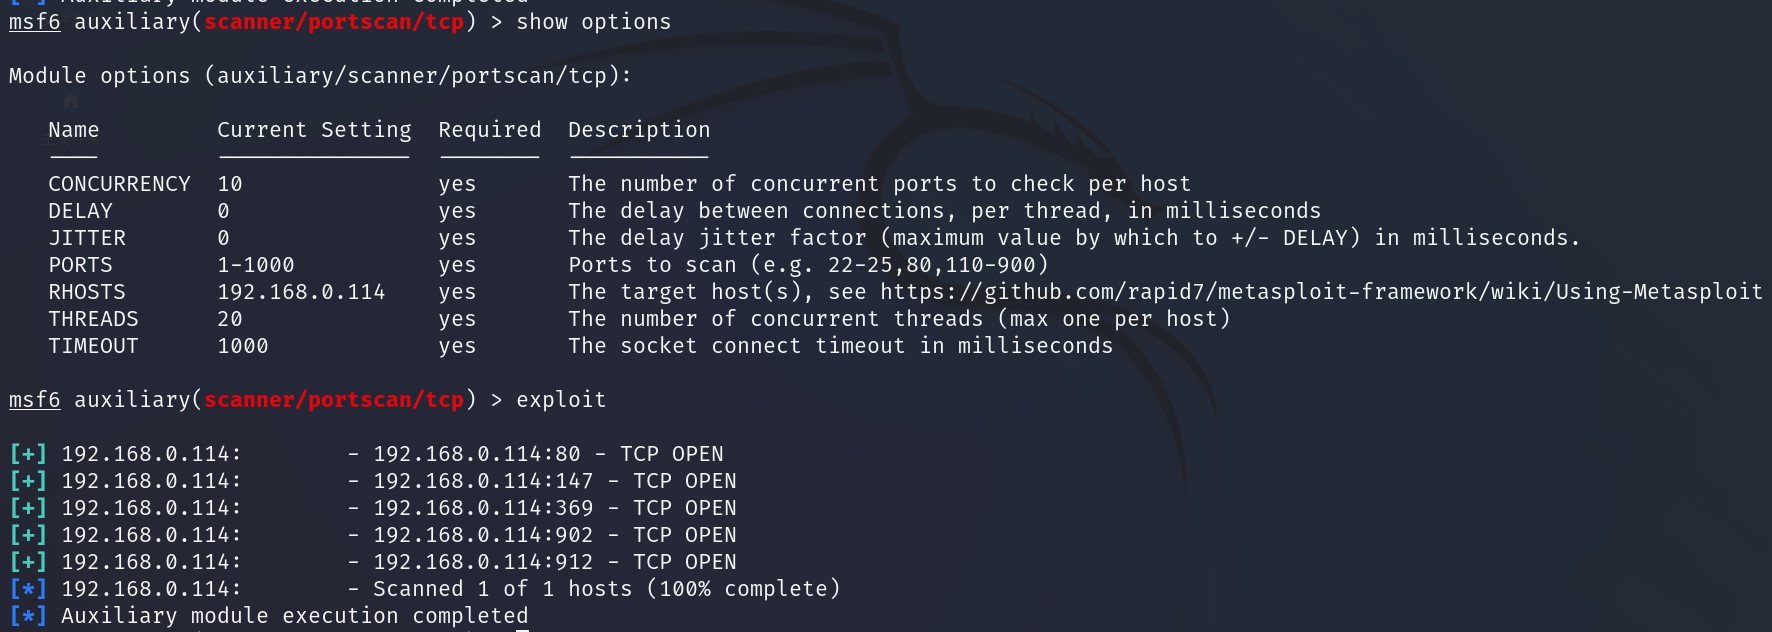 [*] Auxiliary module execution completed
msf6 auxiliary(scanner/portscan/tcp) > show options
Module options (auxiliary/scanner/portscan/tcp):
Name Current Setting Required Description
---- --------------- -------- -----------
CONCURRENCY 10 yes The number of concurrent ports to check per host
DELAY 0 yes The delay between connections, per thread, in milliseconds
JITTER 0 yes The delay jitter factor (maximum value by which to +/- DELAY) in milliseconds.
PORTS 1-1000 yes Ports to scan (e.g. 22-25,80,110-900)
RHOSTS 192.168.0.114 yes The target host(s), see https://github.com/rapid7/metasploit-framework/wiki/Using-Metasploit
THREADS 20 yes The number of concurrent threads (max one per host)
TIMEOUT 1000 yes The socket connect timeout in milliseconds
msf6 auxiliary(scanner/portscan/tcp) > exploit
[+] 192.168.0.114: - 192.168.0.114:80 - TCP OPEN
[+] 192.168.0.114: - 192.168.0.114:147 - TCP OPEN
[+] 192.168.0.114: - 192.168.0.114:369 - TCP OPEN
[+] 192.168.0.114: - 192.168.0.114:902 - TCP OPEN
[+] 192.168.0.114: - 192.168.0.114:912 - TCP OPEN
[*] 192.168.0.114: - Scanned 1 of 1 hosts (100% complete)
[*] Auxiliary module execution completed